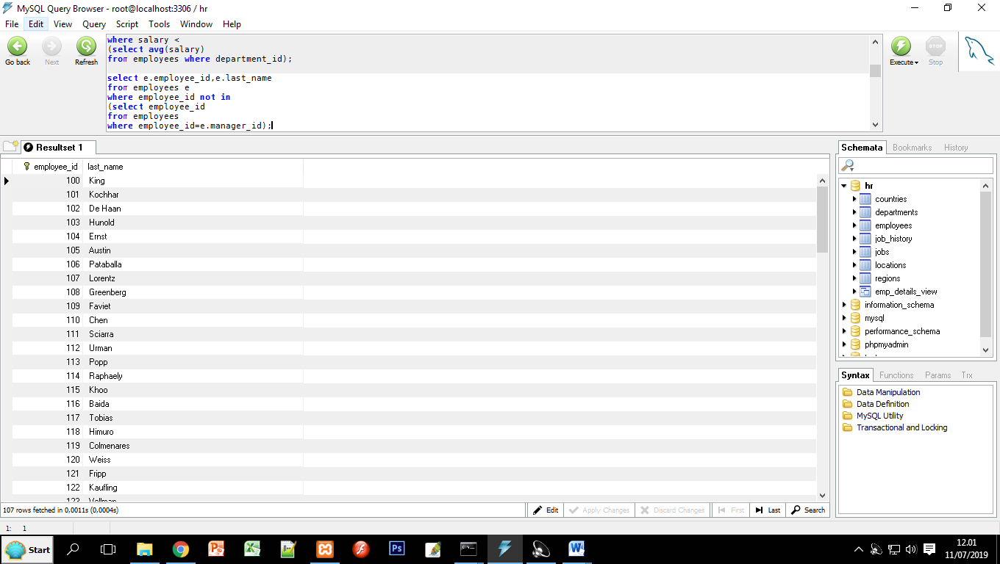 MySQL Query Browser - root@localhost:3306 / hr
File Edit View Query Script Tools Window Help
Go back Next Refresh
where salary <
(select avg(salary)
from employees where department_id);
select e.employee_id,e.last_name
from employees e
where employee_id not in
(select employee_id
from employees
where employee_id=e.manager_id);
Execute STOP Stop
Resultset 1
employee_id last_name
100 King
101 Kochhar
102 De Haan
103 Hunold
104 Ernst
105 Austin
106 Pataballa
107 Lorentz
108 Greenberg
109 Faviet
110 Chen
111 Sciarra
112 Urman
113 Popp
114 Raphaely
115 Khoo
116 Baida
117 Tobias
118 Himuro
119 Colmenares
120 Weiss
121 Fripp
122 Kaufling
107 rows fetched in 0,0011s (0,0004s)
Edit Apply Changes Discard Changes First Last Search
1: 1
Schemata Bookmarks History
hr
countries
departments
employees
job_history
jobs
locations
regions
emp_details_view
information_schema
mysql
performance_schema
phpmyadmin
Syntax Functions Params Trx
Data Manipulation
Data Definition
MySQL Utility
Transactional and Locking
Start
Ps
12.01
11/07/2019